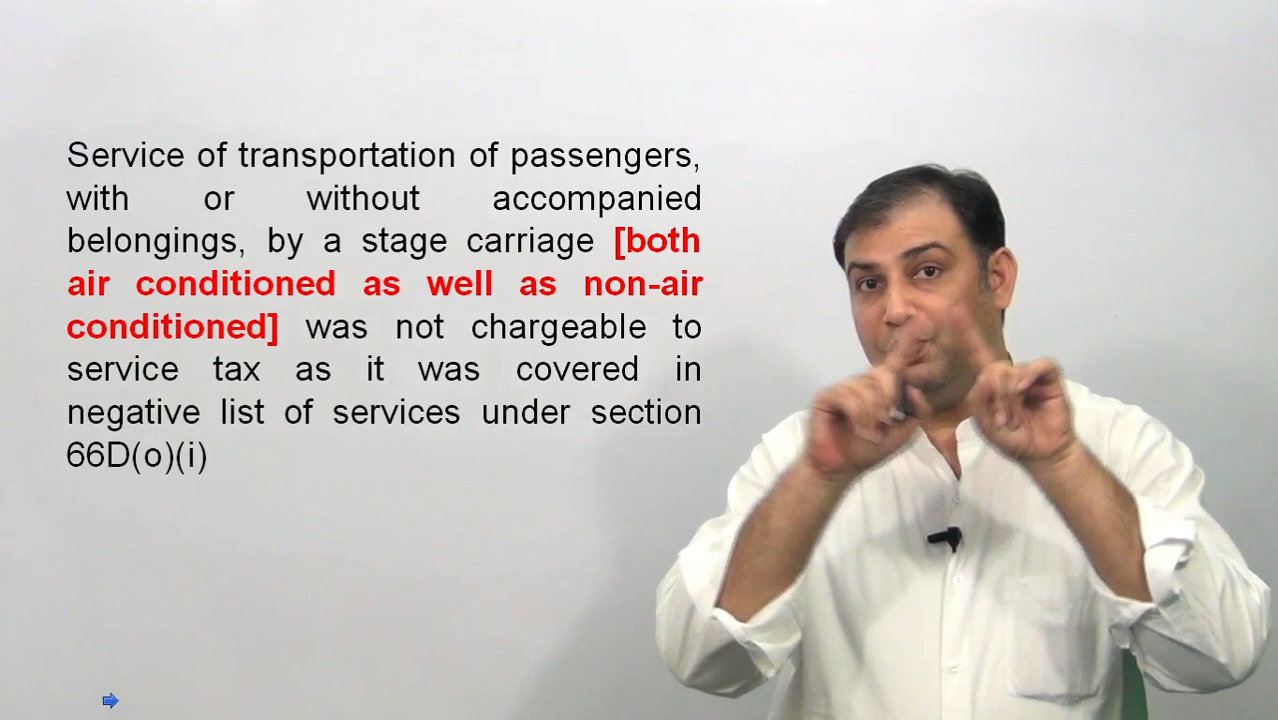 Service of transportation of passengers,
with or without accompanied
belongings, by a stage carriage [both
air conditioned as well as non-air
conditioned] was not chargeable to
service tax as it was covered in
negative list of services under section
66D(o)(i)